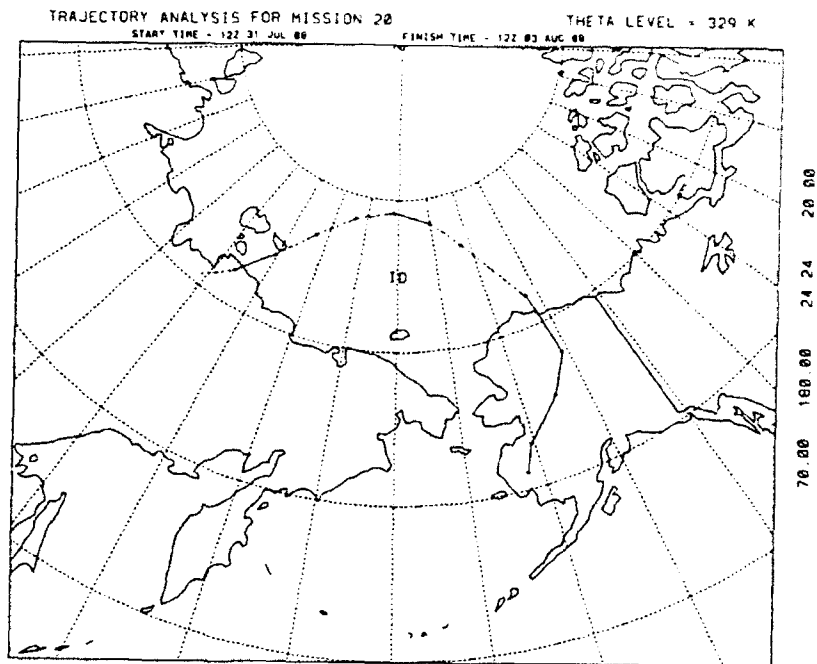 TRAJECTORY ANALYSIS FOR MISSION 20 THETA LEVEL = 329 K
START TIME - 12Z 31 JUL 88 FINISH TIME - 12Z 03 AUG 88
ID
20 00
24 24
180.00
70.00